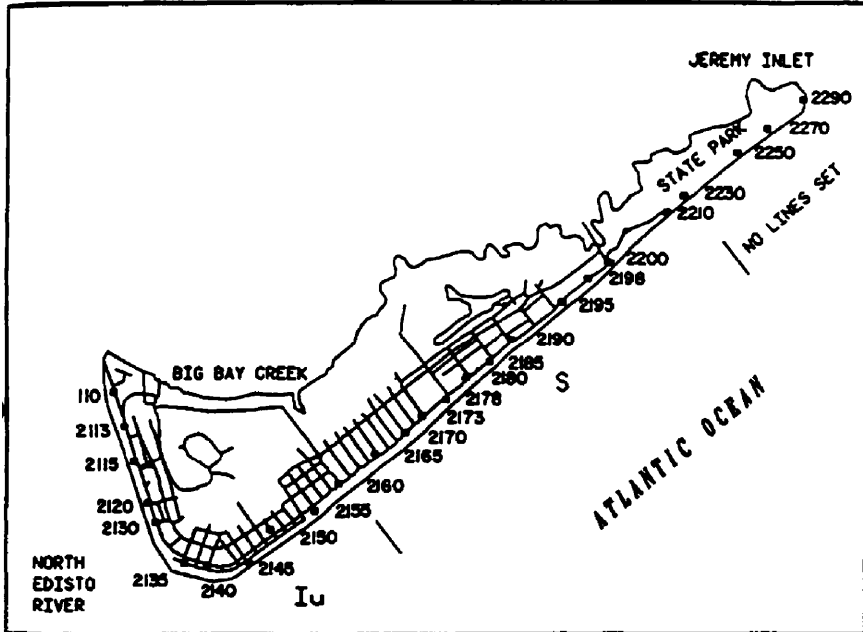 JEREMY INLET
2290
2270
2250
STATE PARK
2230
2210
NO LINES SET
2200
2198
2195
2190
2185
2180
S
2178
2173
2170
2165
2160
2155
2150
2145
2140
2135
BIG BAY CREEK
110
2113
2115
2120
2130
NORTH
EDISTO
RIVER
Iu
ATLANTIC OCEAN